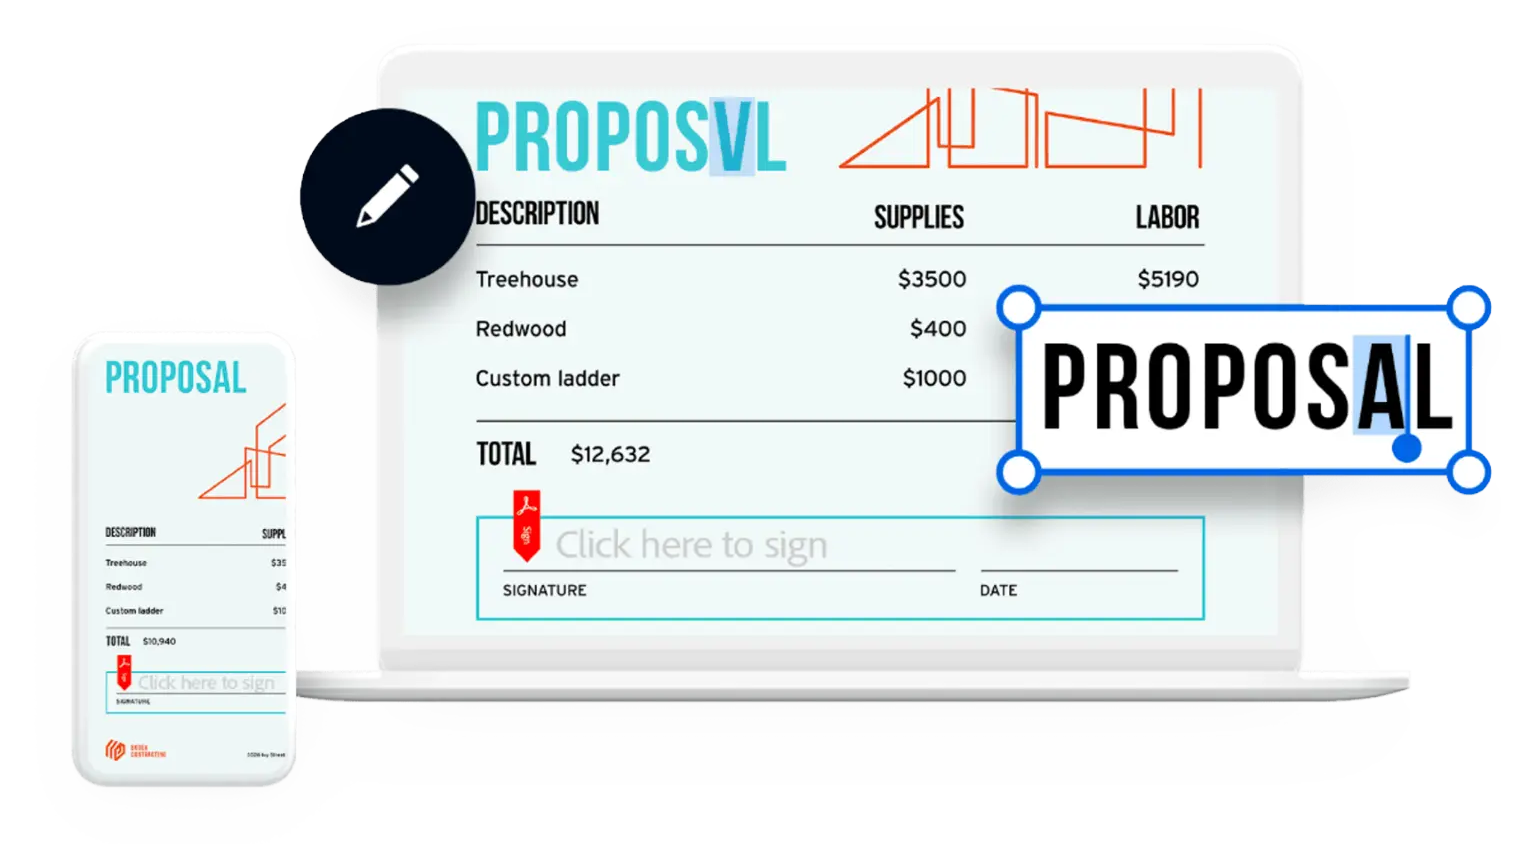 PROPOSVL
DESCRIPTION SUPPLIES LABOR
Treehouse $3500 $5190
Redwood $400
Custom ladder $1000
TOTAL $12,632
Sign
Click here to sign
SIGNATURE DATE
PROPOSAL
PROPOSAL
DESCRIPTION SUPPL
Treehouse $35
Redwood $4
Custom ladder $10
TOTAL $10,940
Click here to sign
SIGNATURE
CONTRACTING